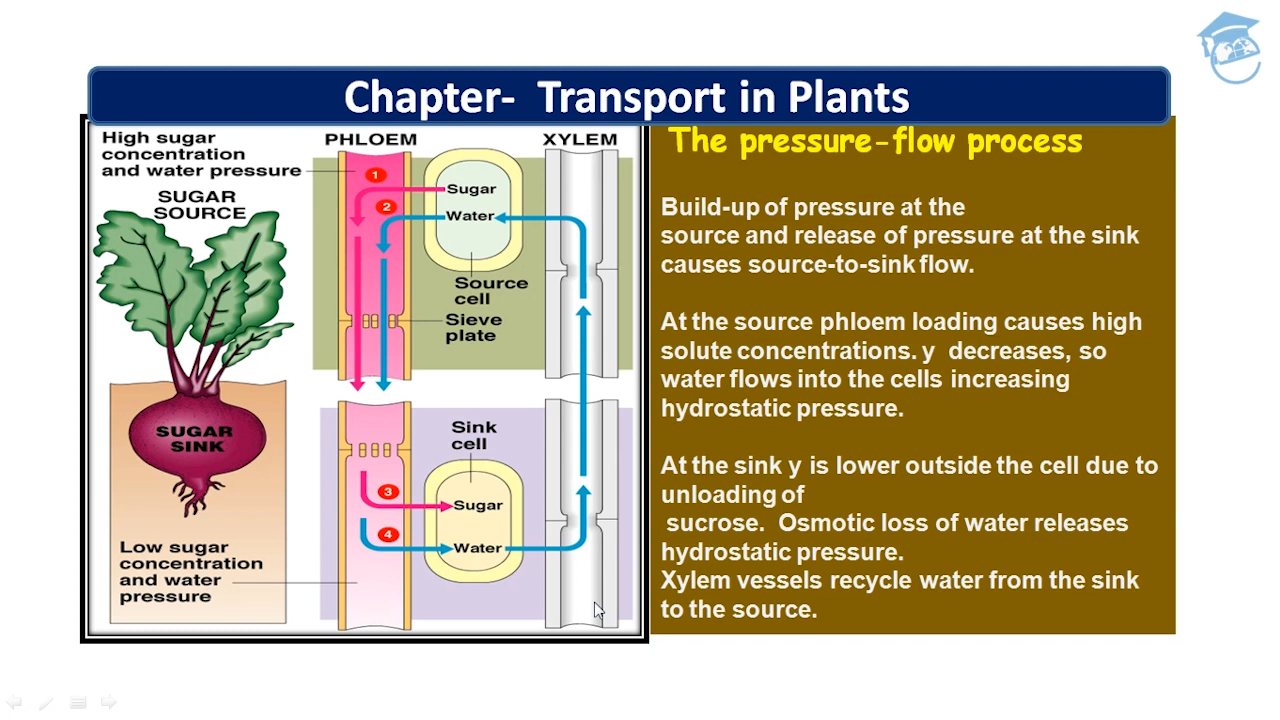 Chapter-  Transport in Plants
High sugar
concentration
and water pressure
SUGAR
SOURCE
SUGAR
SINK
Low sugar
concentration
and water
pressure
PHLOEM
XYLEM
1
Sugar
2
Water
Source
cell
Sieve
plate
Sink
cell
3
Sugar
4
Water
The pressure-flow process
Build-up of pressure at the
source and release of pressure at the sink
causes source-to-sink flow.
At the source phloem loading causes high
solute concentrations. y  decreases, so
water flows into the cells increasing
hydrostatic pressure.
At the sink y is lower outside the cell due to
unloading of
sucrose.  Osmotic loss of water releases
hydrostatic pressure.
Xylem vessels recycle water from the sink
to the source.